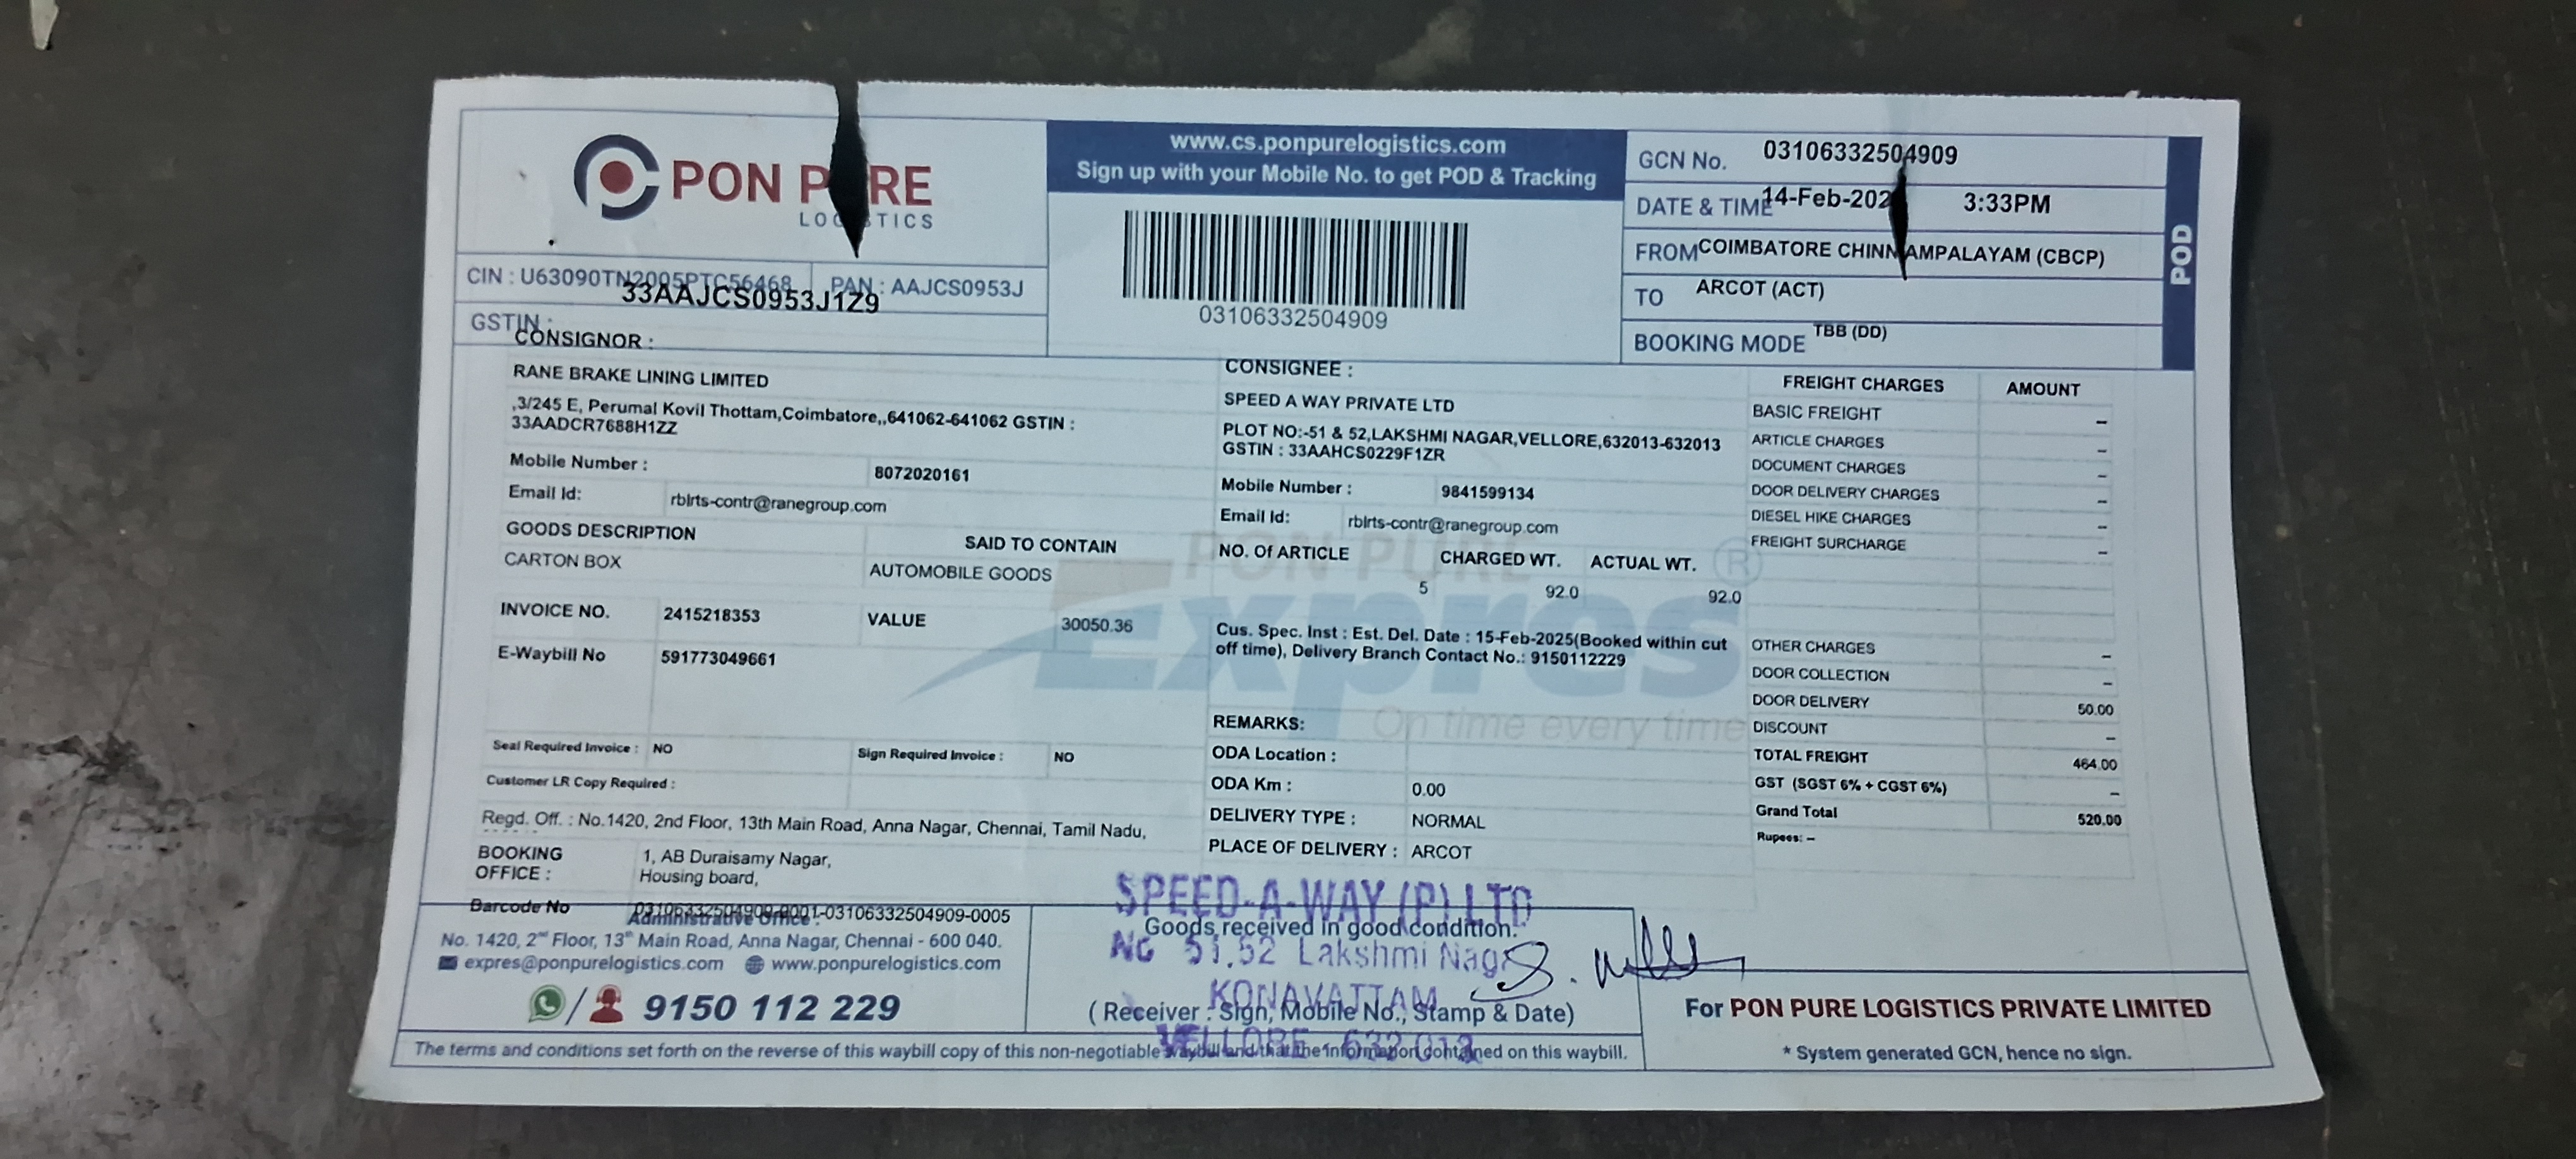 PON P RE
LO TICS
www.cs.ponpurelogistics.com
Sign up with your Mobile No. to get POD & Tracking
03106332504909
GCN No. 03106332504909
DATE & TIME 14-Feb-202 3:33PM
FROM COIMBATORE CHINN AMPALAYAM (CBCP)
TO ARCOT (ACT)
BOOKING MODE TBB (DD)
POD
CIN : U63090TN2005PTC56468 PAN : AAJCS0953J
GSTIN : 33AAJCS0953J1Z9
CONSIGNOR :
RANE BRAKE LINING LIMITED
,3/245 E, Perumal Kovil Thottam,Coimbatore,,641062-641062 GSTIN :
33AADCR7688H1ZZ
Mobile Number : 8072020161
Email Id: rblrts-contr@ranegroup.com
GOODS DESCRIPTION SAID TO CONTAIN
CARTON BOX AUTOMOBILE GOODS
INVOICE NO. 2415218353 VALUE 30050.36
E-Waybill No 591773049661
Seal Required Invoice : NO Sign Required Invoice : NO
Customer LR Copy Required :
Regd. Off. : No.1420, 2nd Floor, 13th Main Road, Anna Nagar, Chennai, Tamil Nadu,
BOOKING OFFICE : 1, AB Duraisamy Nagar,
Housing board,
Barcode No 03106332504909-0001-03106332504909-0005
CONSIGNEE :
SPEED A WAY PRIVATE LTD
PLOT NO:-51 & 52,LAKSHMI NAGAR,VELLORE,632013-632013
GSTIN : 33AAHCS0229F1ZR
Mobile Number : 9841599134
Email Id: rblrts-contr@ranegroup.com
NO. Of ARTICLE CHARGED WT. ACTUAL WT.
5 92.0 92.0
PON PURE
Expres ®
On time every time
Cus. Spec. Inst : Est. Del. Date : 15-Feb-2025(Booked within cut
off time), Delivery Branch Contact No.: 9150112229
REMARKS:
ODA Location :
ODA Km : 0.00
DELIVERY TYPE : NORMAL
PLACE OF DELIVERY : ARCOT
FREIGHT CHARGES AMOUNT
BASIC FREIGHT –
ARTICLE CHARGES –
DOCUMENT CHARGES –
DOOR DELIVERY CHARGES –
DIESEL HIKE CHARGES –
FREIGHT SURCHARGE –
OTHER CHARGES –
DOOR COLLECTION –
DOOR DELIVERY 50.00
DISCOUNT –
TOTAL FREIGHT 464.00
GST (SGST 6% + CGST 6%) –
Grand Total 520.00
Rupees: –
Administrative Office :
No. 1420, 2nd Floor, 13th Main Road, Anna Nagar, Chennai - 600 040.
expres@ponpurelogistics.com www.ponpurelogistics.com
/ 9150 112 229
SPEED-A-WAY (P) LTD
Goods received in good condition.
No 51,52 Lakshmi Nag
KONAVATTAM
( Receiver : Sign, Mobile No., Stamp & Date)
VELLORE 632 013
For PON PURE LOGISTICS PRIVATE LIMITED
* System generated GCN, hence no sign.
The terms and conditions set forth on the reverse of this waybill copy of this non-negotiable waybill and that the information contained on this waybill.